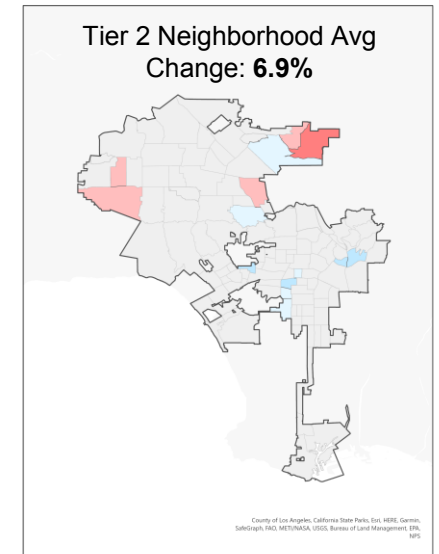 Tier 2 Neighborhood Avg
Change: 6.9%
County of Los Angeles, California State Parks, Esri, HERE, Garmin,
SafeGraph, FAO, METI/NASA, USGS, Bureau of Land Management, EPA,
NPS